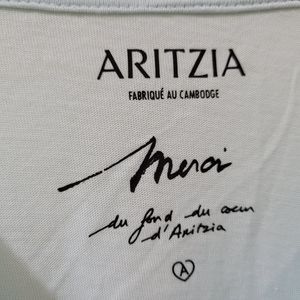 ARITZIA
FABRIQUÉ AU CAMBODGE
Merci
du fond du cœur
d'Aritzia
A